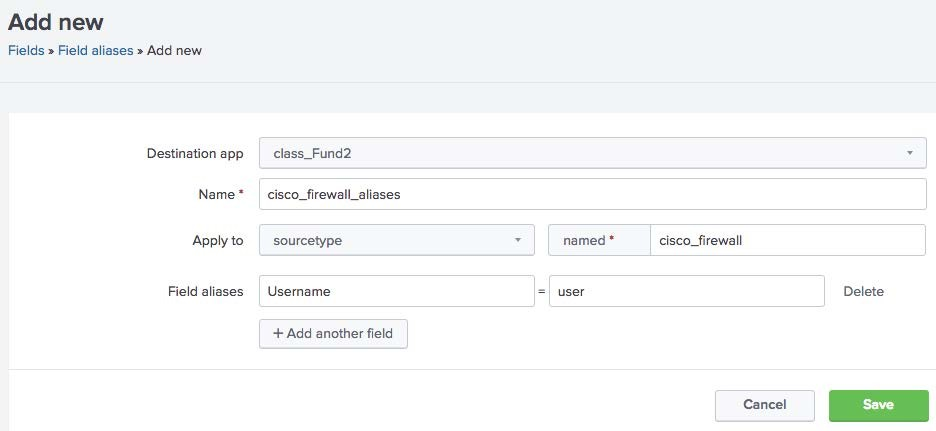 Add new
Fields » Field aliases » Add new
Destination app class_Fund2
Name * cisco_firewall_aliases
Apply to sourcetype named * cisco_firewall
Field aliases Username = user Delete
+ Add another field
Cancel Save